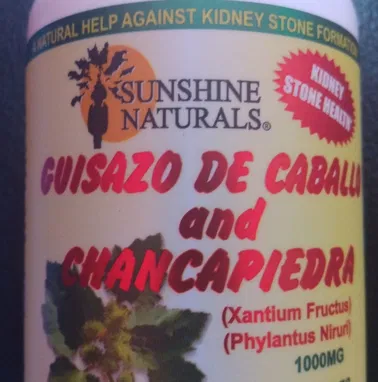 A NATURAL HELP AGAINST KIDNEY STONE FORMATION
SUNSHINE
NATURALS®
KIDNEY
STONE HEALTH
GUISAZO DE CABALLO
and
CHANCAPIEDRA
(Xantium Fructus)
(Phylantus Niruri)
1000MG